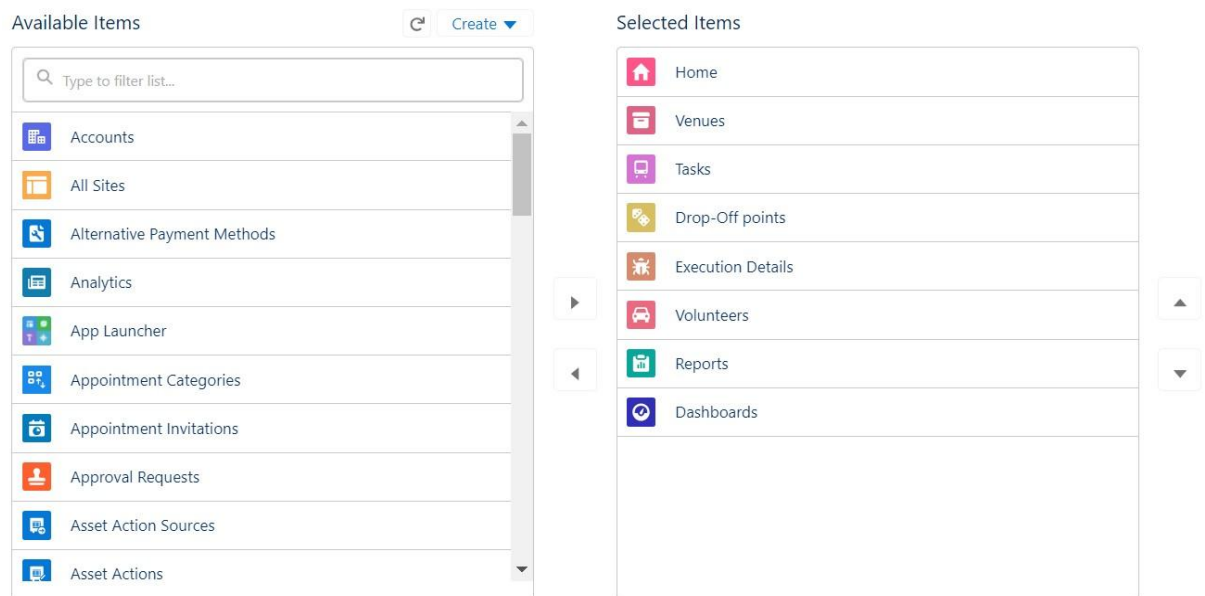 Available Items
Create
Type to filter list...
Accounts
All Sites
Alternative Payment Methods
Analytics
App Launcher
Appointment Categories
Appointment Invitations
Approval Requests
Asset Action Sources
Asset Actions
Selected Items
Home
Venues
Tasks
Drop-Off points
Execution Details
Volunteers
Reports
Dashboards